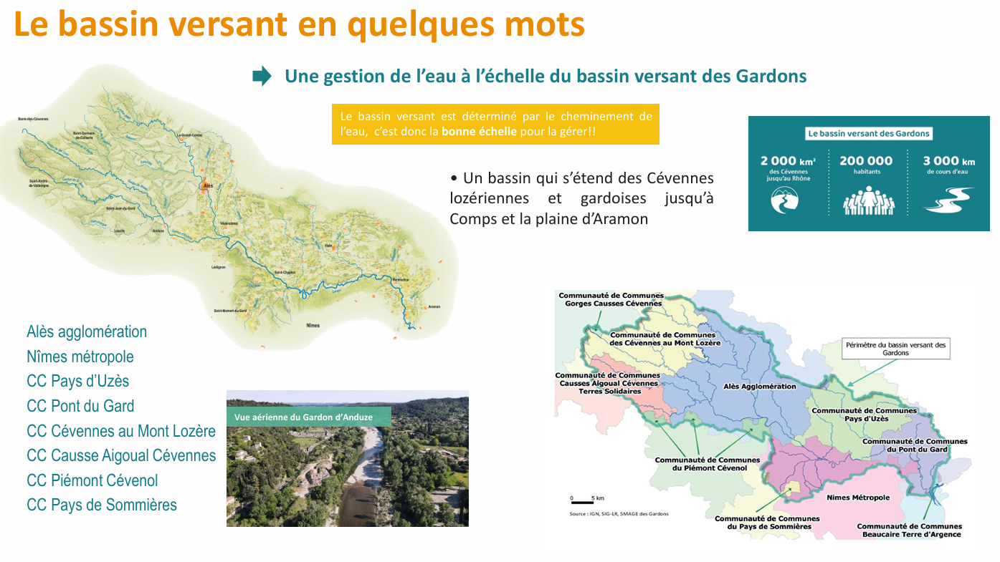 Le bassin versant en quelques mots
Une gestion de l’eau à l’échelle du bassin versant des Gardons
Le bassin versant est déterminé par le cheminement de
l’eau, c’est donc la bonne échelle pour la gérer!!
• Un bassin qui s’étend des Cévennes
lozériennes et gardoises jusqu’à
Comps et la plaine d’Aramon
Le bassin versant des Gardons
2 000 km²
des Cévennes
jusqu’au Rhône
200 000
habitants
3 000 km
de cours d’eau
Barre-des-Cévennes
Saint-Germain-
de-Calberte
La Grand-Combe
Saint-André-
de-Valborgne
Alès
Saint-Jean-du-Gard
Lasalle
Anduze
Vézénobres
Uzès
Lédignan
Saint-Chaptes
Remoulins
Saint-Mamert-du-Gard
Aramon
Nîmes
Alès agglomération
Nîmes métropole
CC Pays d’Uzès
CC Pont du Gard
CC Cévennes au Mont Lozère
CC Causse Aigoual Cévennes
CC Piémont Cévenol
CC Pays de Sommières
Vue aérienne du Gardon d’Anduze
Communauté de Communes
Gorges Causses Cévennes
Communauté de Communes
des Cévennes au Mont Lozère
Périmètre du bassin versant des
Gardons
Communauté de Communes
Causses Aigoual Cévennes
Terres Solidaires
Alès Agglomération
Communauté de Communes
Pays d'Uzès
Communauté de Communes
du Pont du Gard
Communauté de Communes
du Piémont Cévenol
Nimes Métropole
0 5 km
Source : IGN, SIG-LR, SMAGE des Gardons
Communauté de Communes
du Pays de Sommières
Communauté de Communes
Beaucaire Terre d'Argence